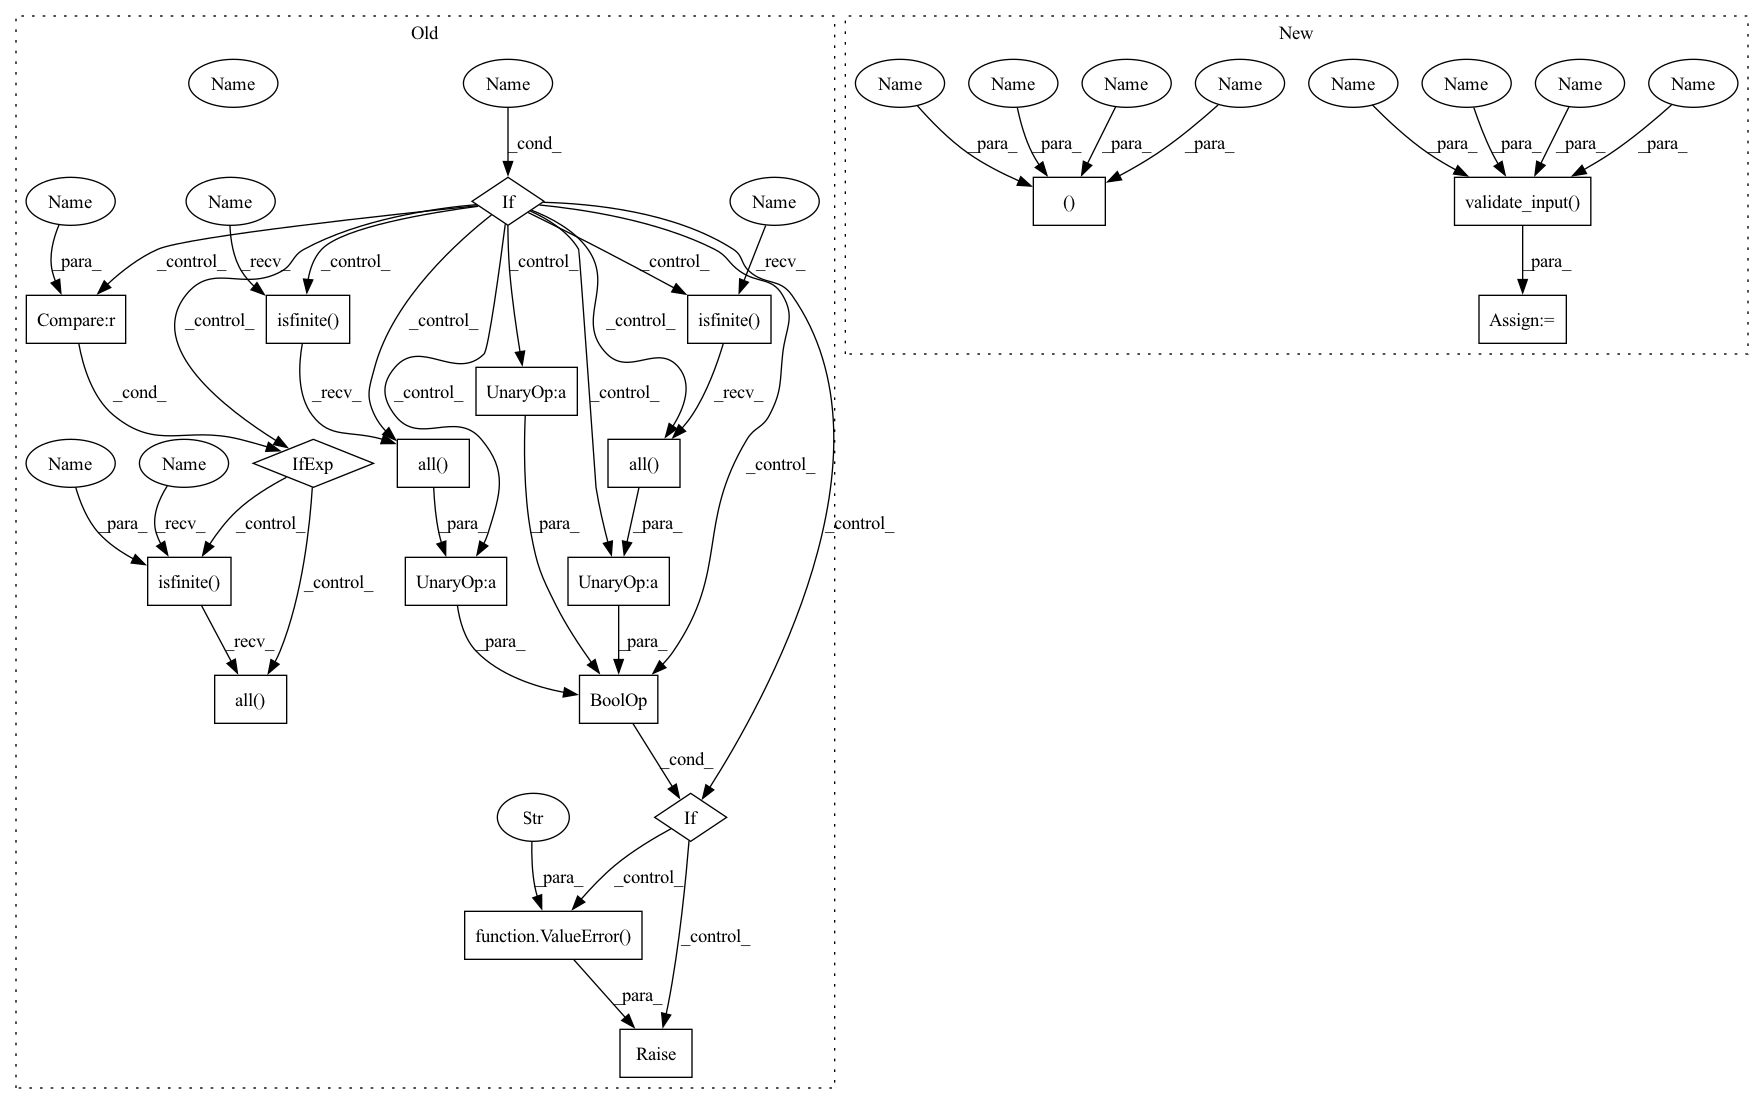 Old
New
Name
Name
Name
Name
Name
Name
Name
Name
Name
Name
_cond_
_para_
_para_
_para_
_para_
_para_
_para_
_para_
_para_
Name
Name
If
Name
()
validate_input()
_para_
_control_
_recv_
_control_
_control_
_control_
_recv_
_para_
Compare:r
_control_
isfinite()
_control_
_control_
isfinite()
Assign:=
_cond_
_recv_
_control_
UnaryOp:a
_control_
_recv_
Name
Name
IfExp
all()
all()
_control_
_para_
_recv_
_control_
_para_
_para_
_para_
_control_
isfinite()
_control_
UnaryOp:a
UnaryOp:a
_recv_
_para_
_para_
all()
BoolOp
_cond_
Str
If
_para_
_control_
function.ValueError()
_control_
_para_
Raise